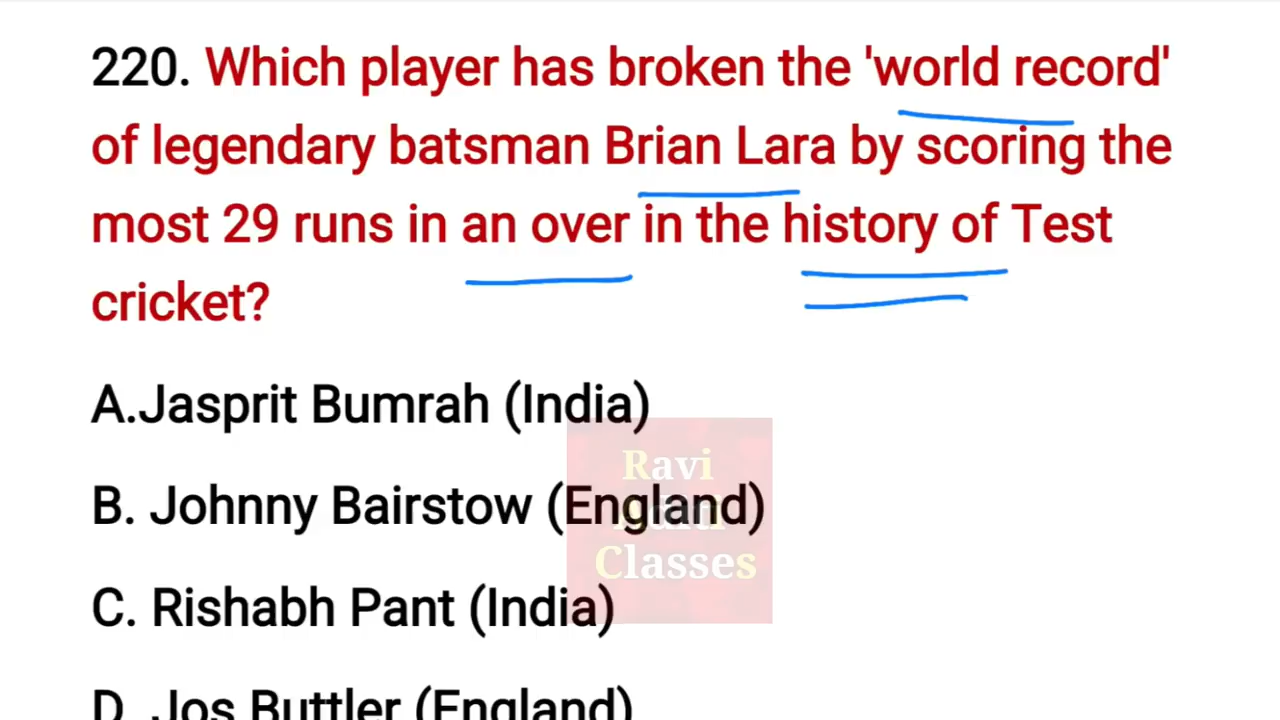 220. Which player has broken the 'world record'
of legendary batsman Brian Lara by scoring the
most 29 runs in an over in the history of Test
cricket?
A.Jasprit Bumrah (India)
B. Johnny Bairstow (England)
C. Rishabh Pant (India)
D. Jos Buttler (England)
Ravi
Classes